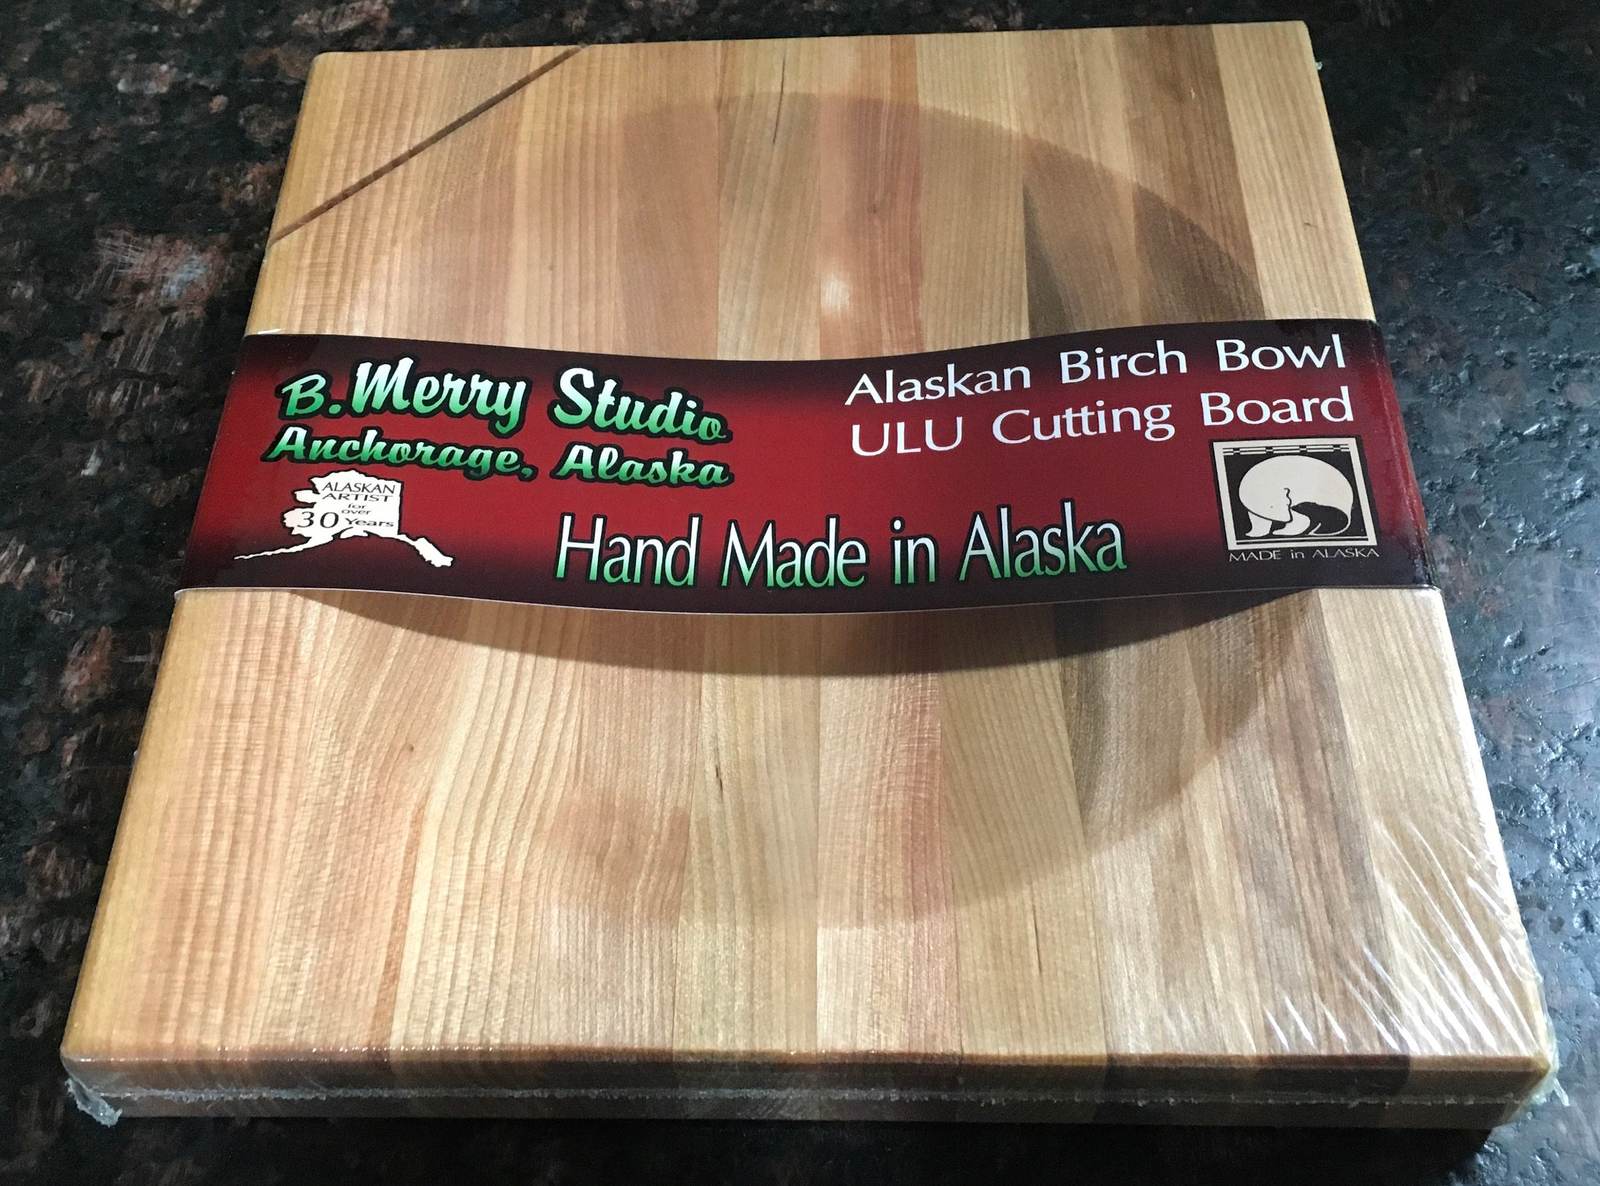 B. Merry Studio
Anchorage, Alaska
ALASKAN
ARTIST
for
over
30 Years
Alaskan Birch Bowl
ULU Cutting Board
Hand Made in Alaska
MADE in ALASKA